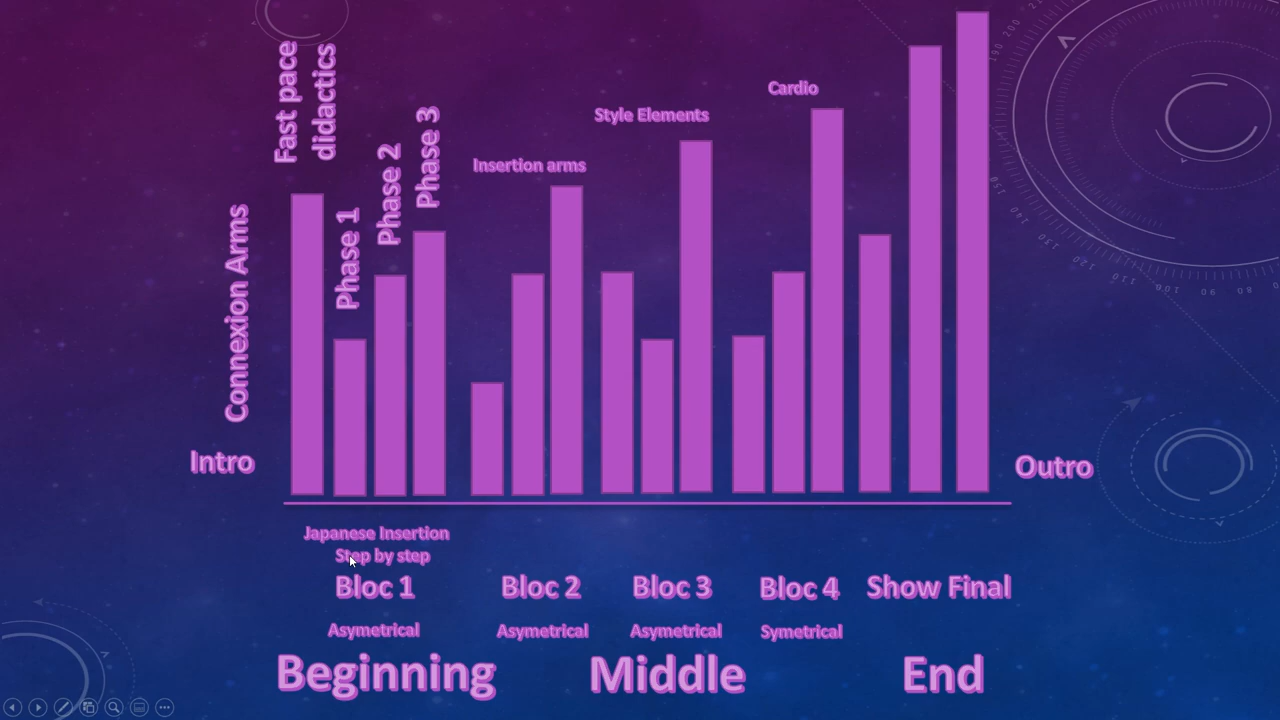 Fast pace
didactics
Connexion Arms
Phase 1
Phase 2
Phase 3
Insertion arms
Style Elements
Cardio
Intro
Outro
Japanese Insertion
Step by step
Bloc 1
Bloc 2
Bloc 3
Bloc 4
Show Final
Asymetrical
Asymetrical
Asymetrical
Symetrical
Beginning
Middle
End